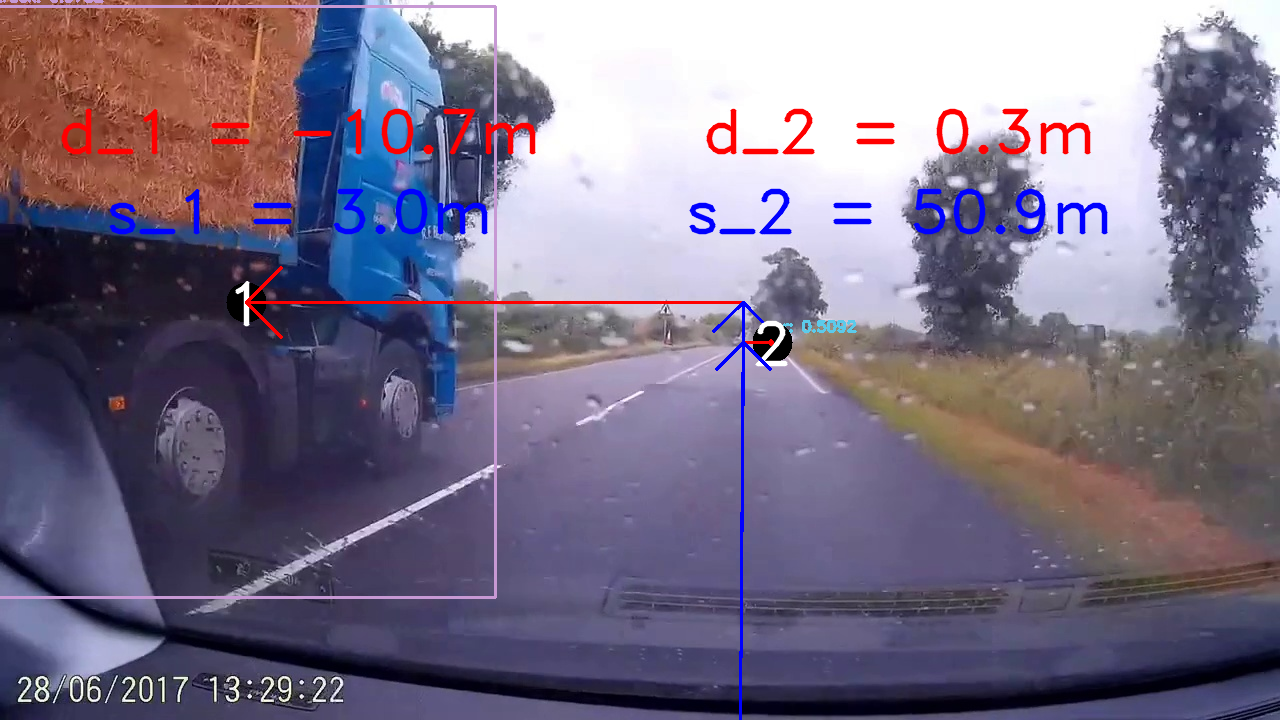 d_1 = -10.7m
d_2 = 0.3m
s_1 = 3.0m
s_2 = 50.9m
1
: 0.5092
2
28/06/2017 13:29:22